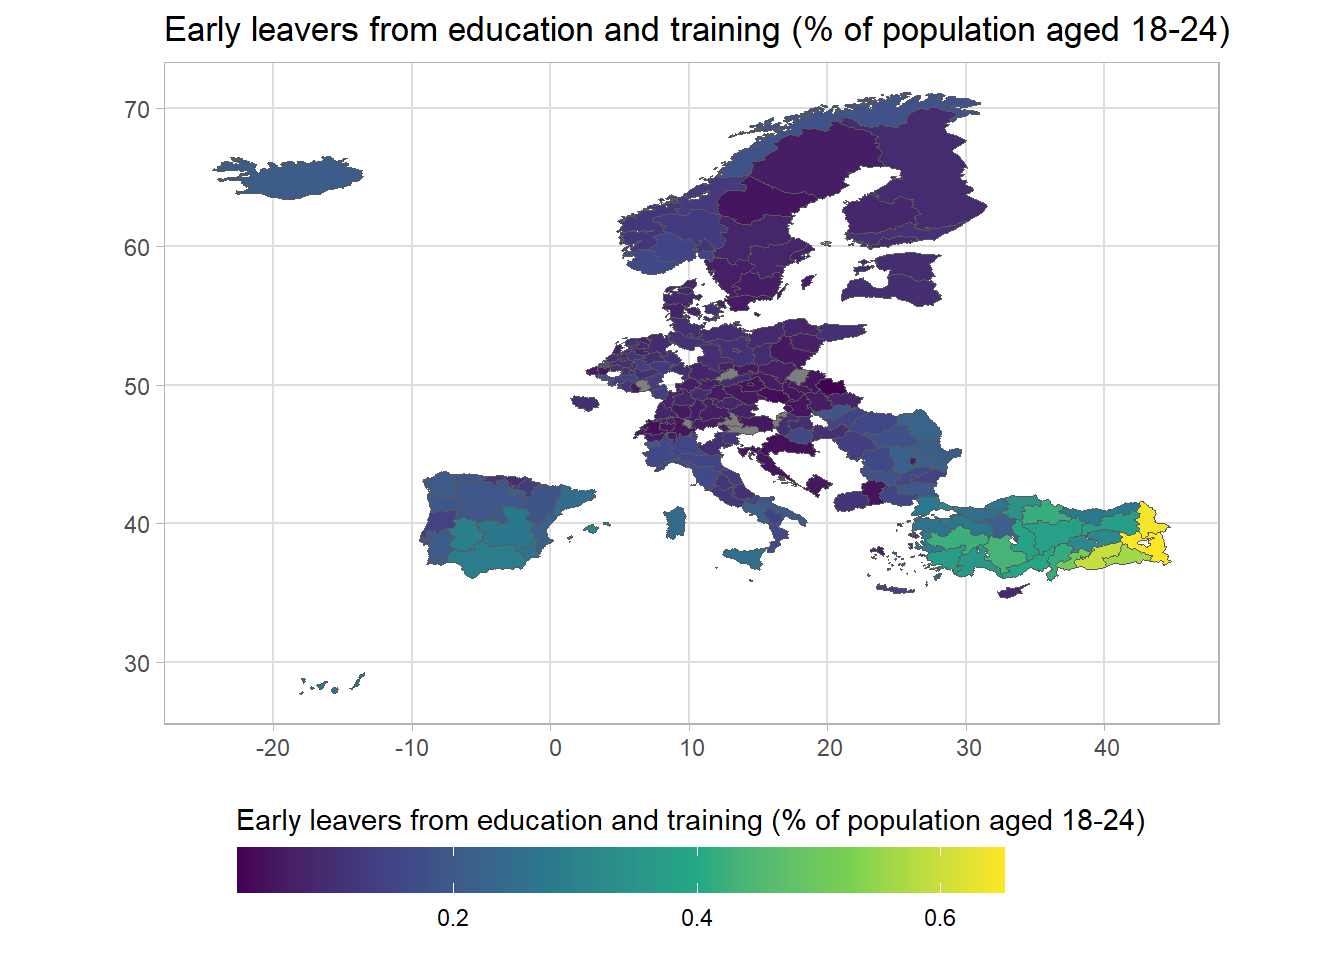 Early leavers from education and training (% of population aged 18-24)
70
60
50
40
30
-20 -10 0 10 20 30 40
Early leavers from education and training (% of population aged 18-24)
0.2 0.4 0.6